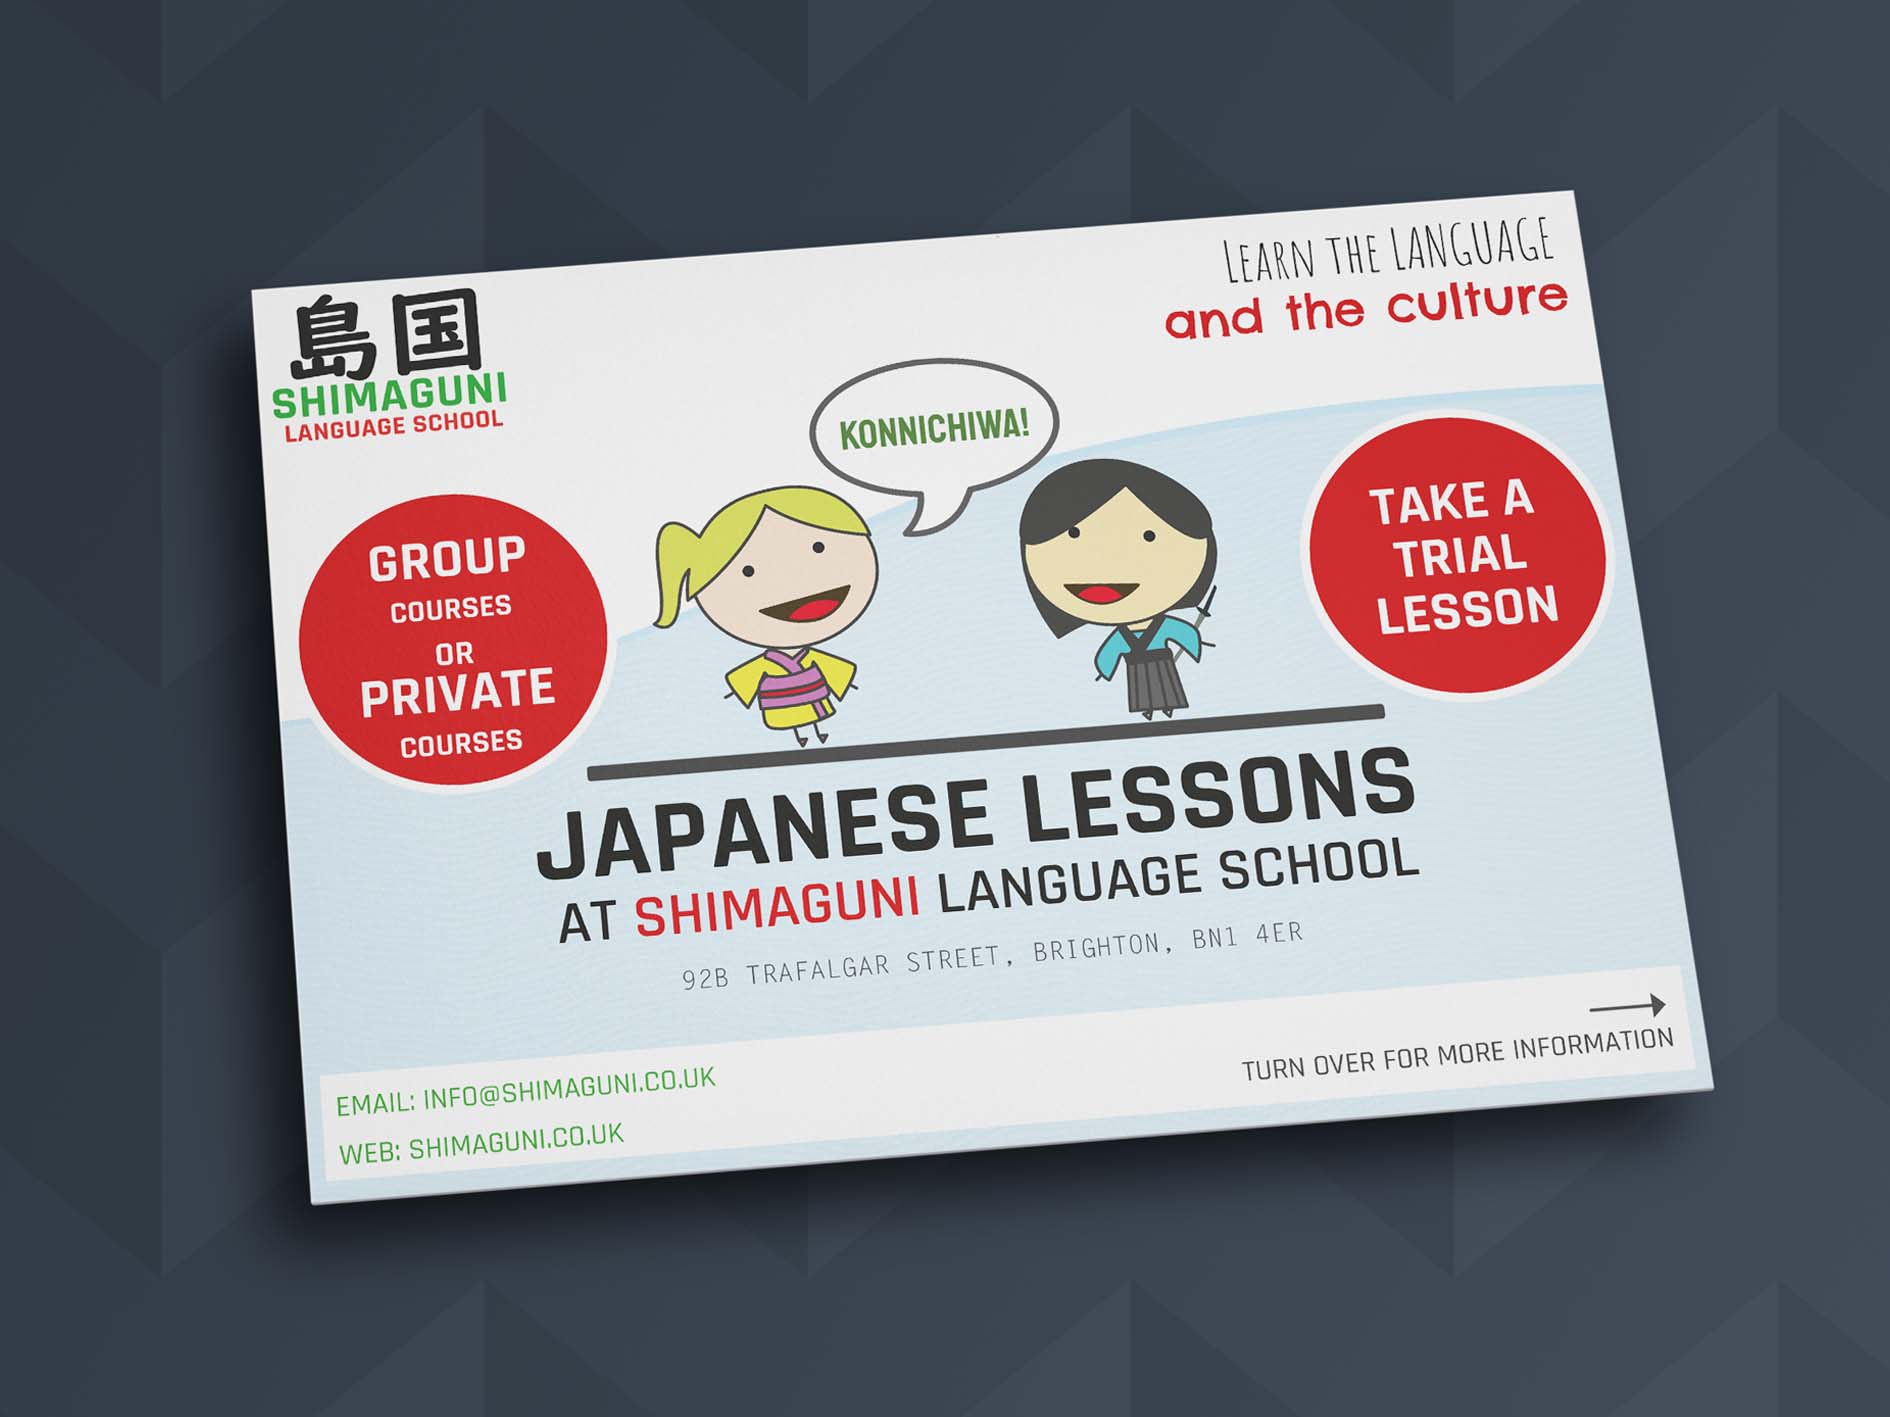 島国
SHIMAGUNI
LANGUAGE SCHOOL
LEARN THE LANGUAGE
and the culture
KONNICHIWA!
GROUP
COURSES
OR
PRIVATE
COURSES
TAKE A
TRIAL
LESSON
JAPANESE LESSONS
AT SHIMAGUNI LANGUAGE SCHOOL
92B TRAFALGAR STREET, BRIGHTON, BN1 4ER
EMAIL: INFO@SHIMAGUNI.CO.UK
WEB: SHIMAGUNI.CO.UK
TURN OVER FOR MORE INFORMATION